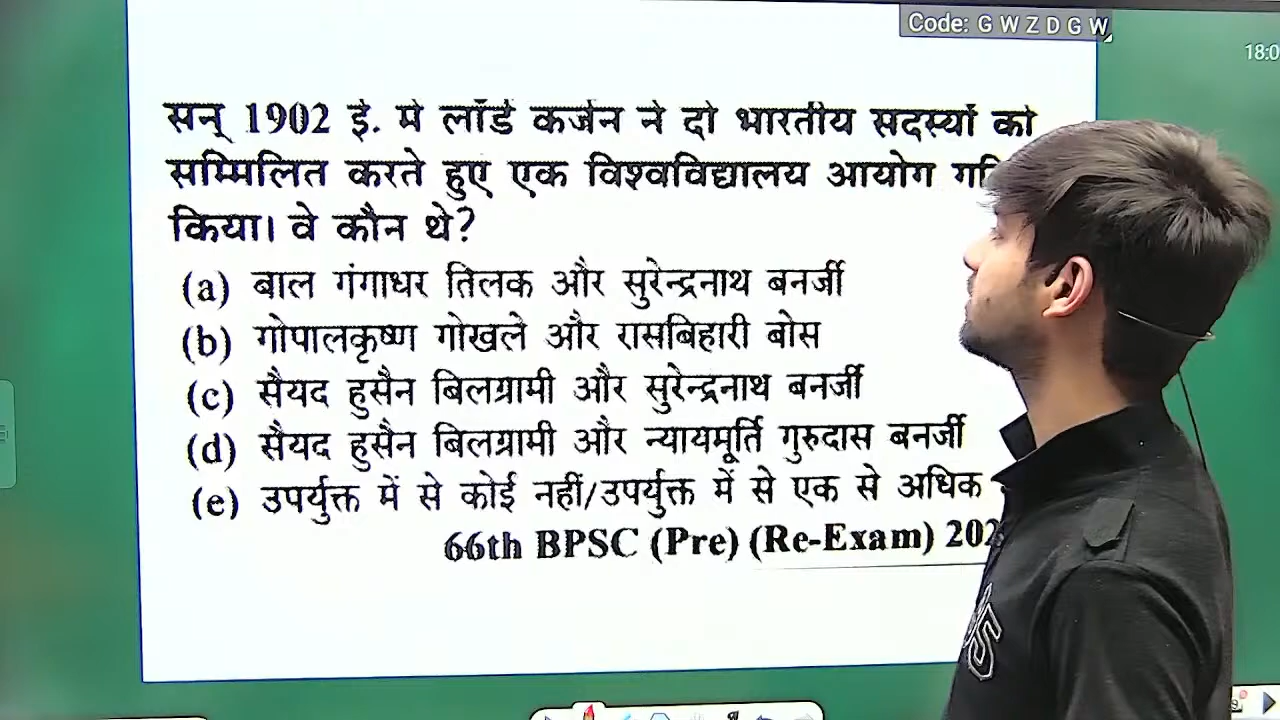 Code: G W Z D G W
18:0
सन् 1902 ई. में लॉर्ड कर्जन ने दो भारतीय सदस्यों को
सम्मिलित करते हुए एक विश्वविद्यालय आयोग
किया। वे कौन थे?
(a) बाल गंगाधर तिलक और सुरेन्द्रनाथ बनर्जी
(b) गोपालकृष्ण गोखले और रासबिहारी बोस
(c) सैयद हुसैन बिलग्रामी और सुरेन्द्रनाथ बनर्जी
(d) सैयद हुसैन बिलग्रामी और न्यायमूर्ति गुरुदास बनर्जी
(e) उपर्युक्त में से कोई नहीं/उपर्युक्त में से एक से अधिक
66th BPSC (Pre) (Re-Exam) 202